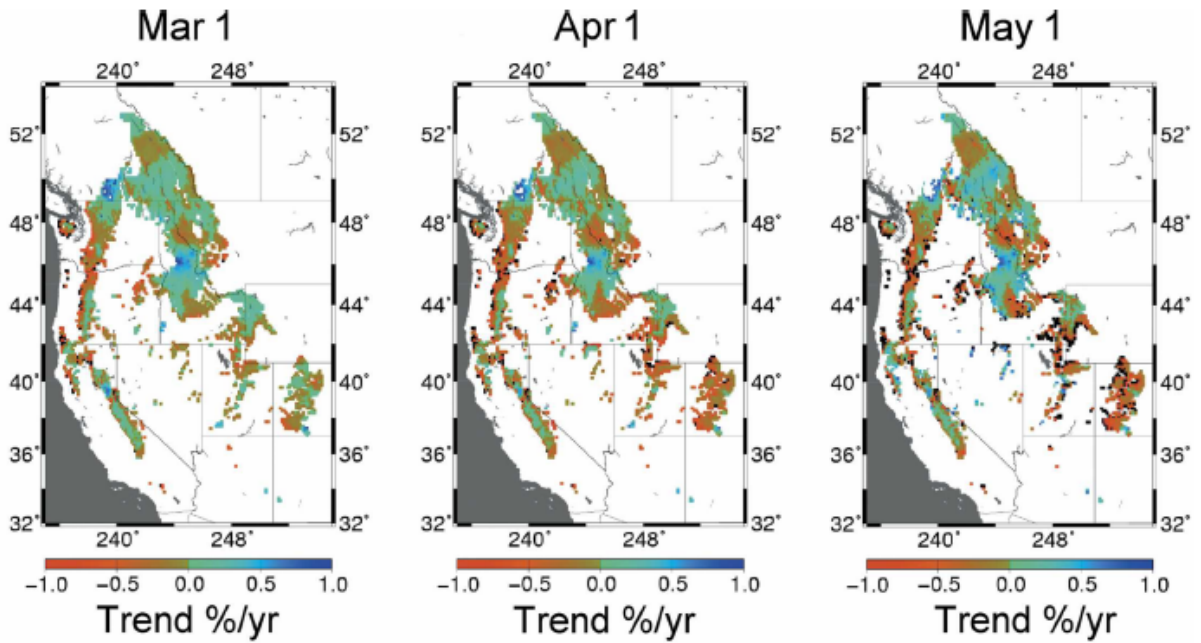 Mar 1 Apr 1 May 1
240° 248° 240° 248° 240° 248°
52° 52° 52° 52° 52° 52°
48° 48° 48° 48° 48° 48°
44° 44° 44° 44° 44° 44°
40° 40° 40° 40° 40° 40°
36° 36° 36° 36° 36° 36°
32° 32° 32° 32° 32° 32°
240° 248° 240° 248° 240° 248°
−1.0 −0.5 0.0 0.5 1.0 −1.0 −0.5 0.0 0.5 1.0 −1.0 −0.5 0.0 0.5 1.0
Trend %/yr Trend %/yr Trend %/yr